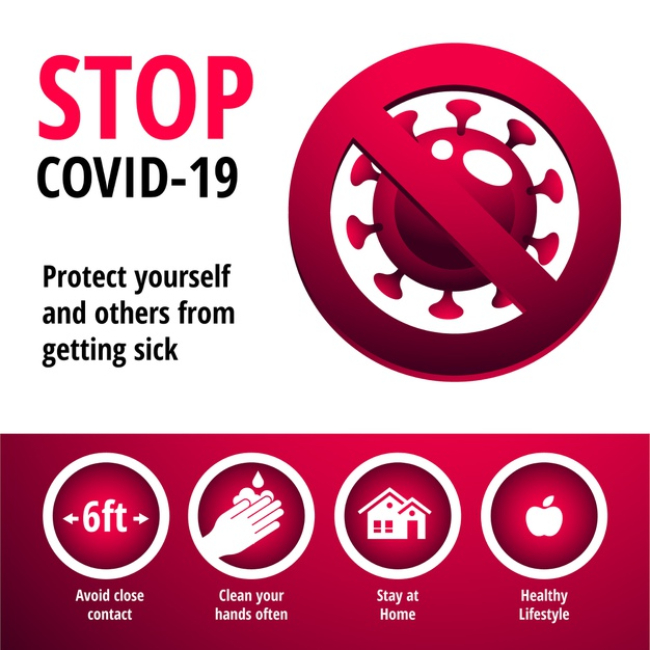 STOP
COVID-19
Protect yourself
and others from
getting sick
6ft
Avoid close
contact
Clean your
hands often
Stay at
Home
Healthy
Lifestyle